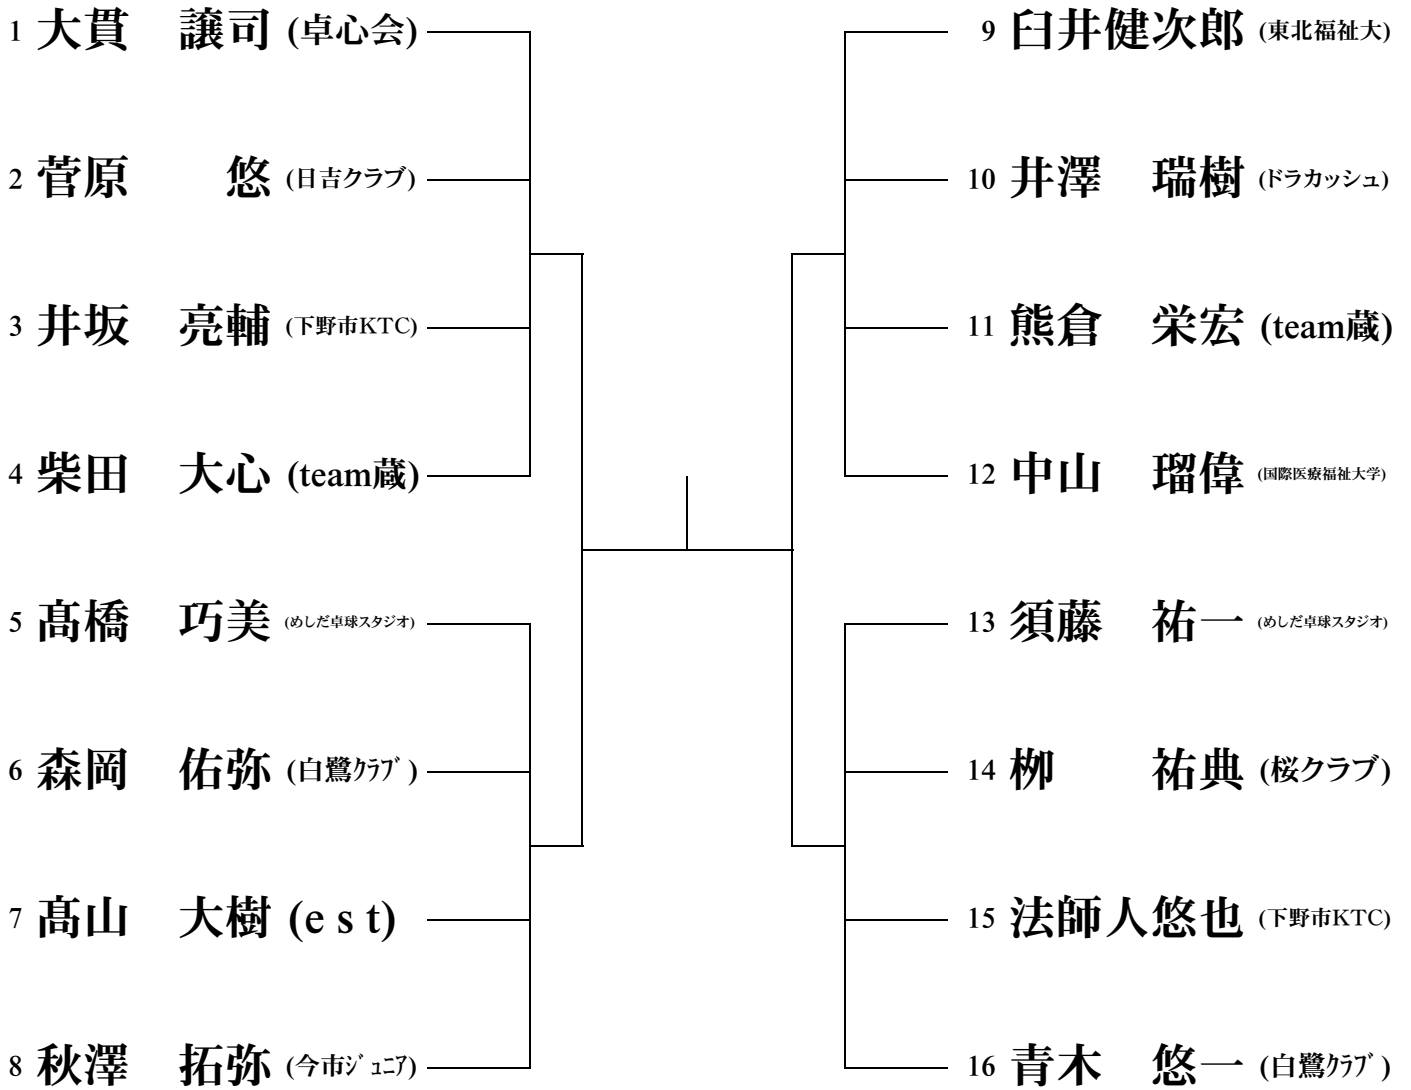 1 大貫　譲司 (卓心会)
2 菅原　　悠 (日吉クラブ)
3 井坂　亮輔 (下野市KTC)
4 柴田　大心 (team蔵)
5 髙橋　巧美 (めしだ卓球スタジオ)
6 森岡　佑弥 (白鷺ｸﾗﾌﾞ)
7 髙山　大樹 (e s t)
8 秋澤　拓弥 (今市ｼﾞｭﾆｱ)
9 臼井健次郎 (東北福祉大)
10 井澤　瑞樹 (ドラカッシュ)
11 熊倉　栄宏 (team蔵)
12 中山　瑠偉 (国際医療福祉大学)
13 須藤　祐一 (めしだ卓球スタジオ)
14 栁　　祐典 (桜クラブ)
15 法師人悠也 (下野市KTC)
16 青木　悠一 (白鷺ｸﾗﾌﾞ)